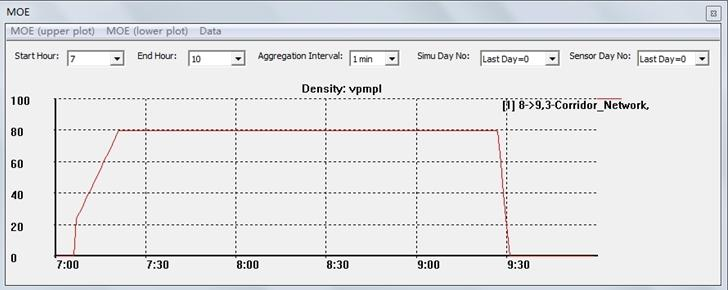 MOE
MOE (upper plot) MOE (lower plot) Data
Start Hour: 7 End Hour: 10 Aggregation Interval: 1 min Simu Day No: Last Day=0 Sensor Day No: Last Day=0
Density: vpmpl
100
[1] 8->9,3-Corridor_Network,
80
60
40
20
0
7:00 7:30 8:00 8:30 9:00 9:30